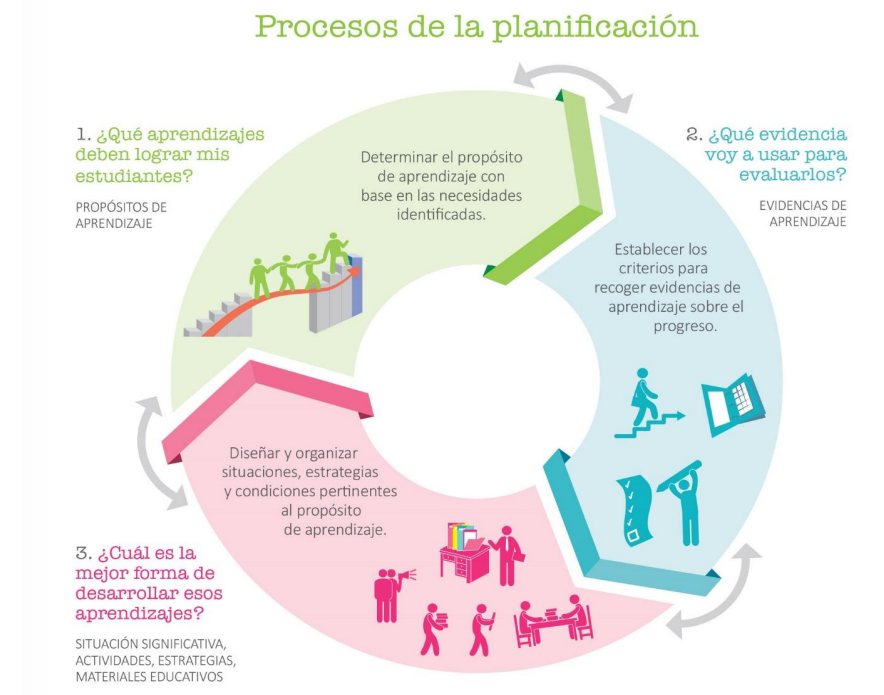 Procesos de la planificación
1. ¿Qué aprendizajes
deben lograr mis
estudiantes?
PROPÓSITOS DE
APRENDIZAJE
Determinar el propósito
de aprendizaje con
base en las necesidades
identificadas.
2. ¿Qué evidencia
voy a usar para
evaluarlos?
EVIDENCIAS DE
APRENDIZAJE
Establecer los
criterios para
recoger evidencias de
aprendizaje sobre el
progreso.
Diseñar y organizar
situaciones, estrategias
y condiciones pertinentes
al propósito
de aprendizaje.
3. ¿Cuál es la
mejor forma de
desarrollar esos
aprendizajes?
SITUACIÓN SIGNIFICATIVA,
ACTIVIDADES, ESTRATEGIAS,
MATERIALES EDUCATIVOS